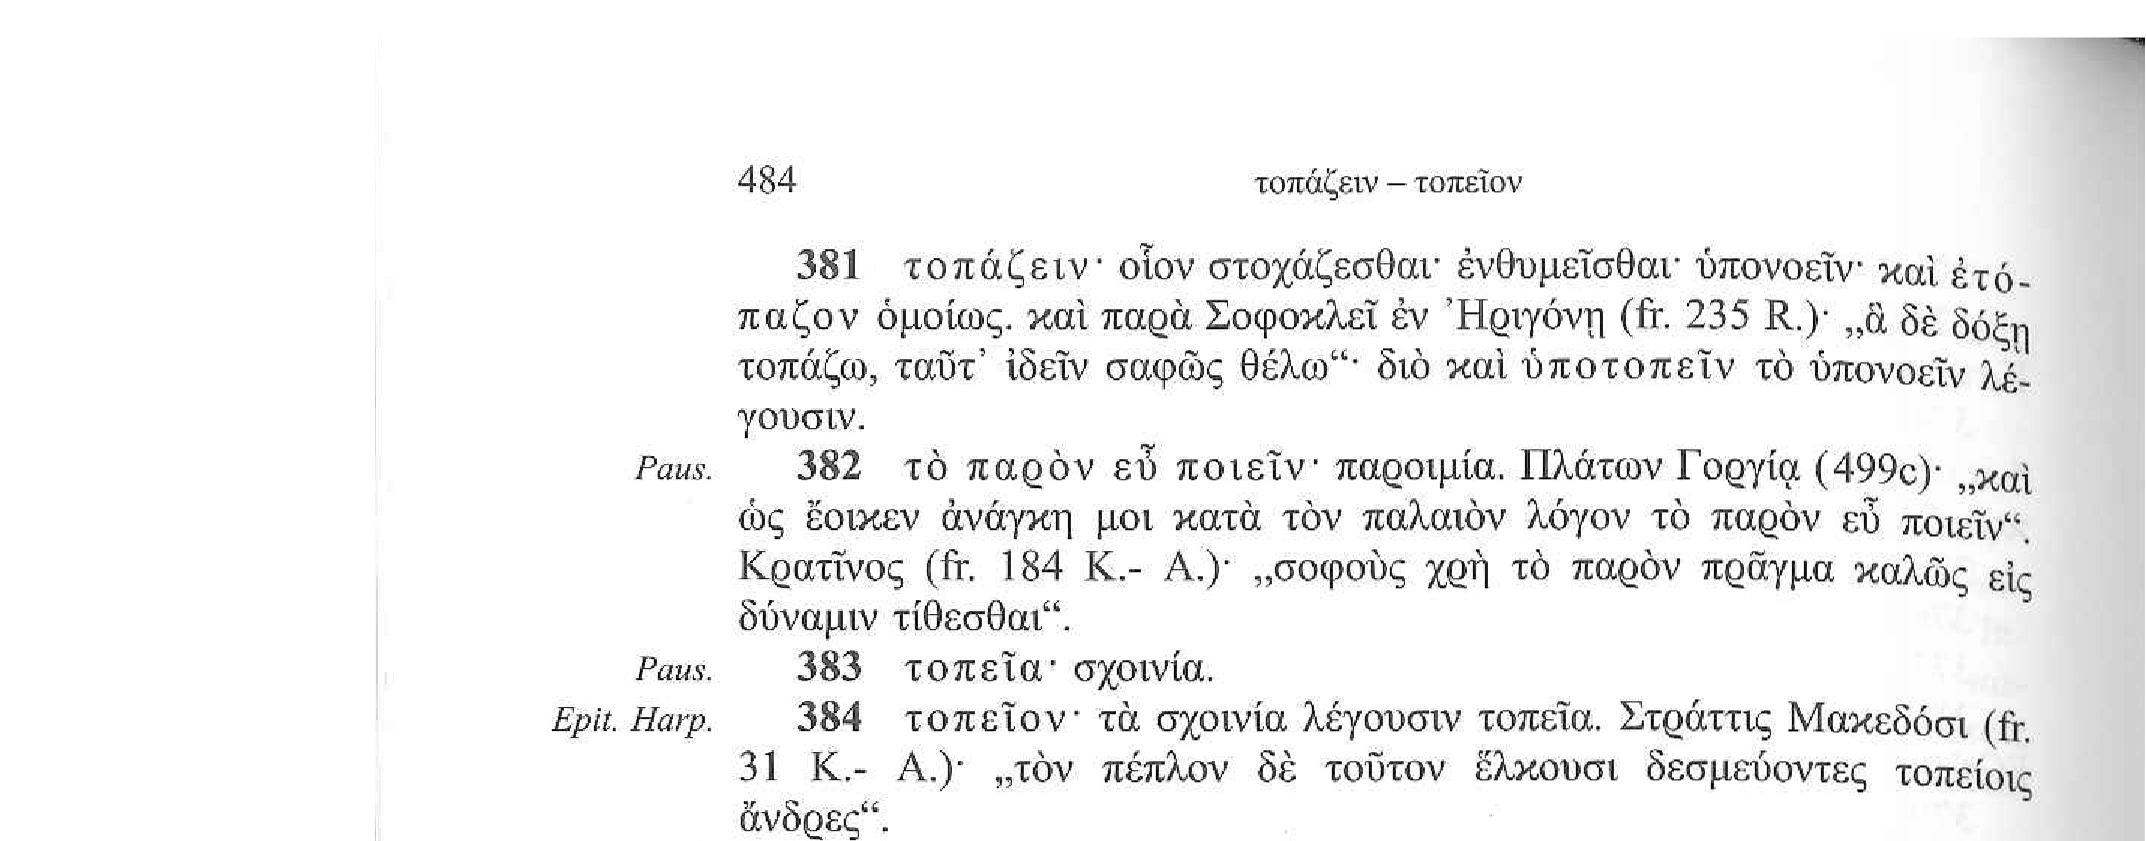 484 τοπάζειν – τοπεῖον
381 τοπάζειν· οἷον στοχάζεσθαι· ἐνθυμεῖσθαι· ὑπονοεῖν· καὶ ἐτό-
παζον ὁμοίως. καὶ παρὰ Σοφοκλεῖ ἐν Ἠριγόνῃ (fr. 235 R.)· „ἃ δὲ δόξῃ
τοπάζω, ταῦτ’ ἰδεῖν σαφῶς θέλω“· διὸ καὶ ὑποτοπεῖν τὸ ὑπονοεῖν λέ-
γουσιν.
Paus. 382 τὸ παρὸν εὖ ποιεῖν· παροιμία. Πλάτων Γοργίᾳ (499c)· „καὶ
ὡς ἔοικεν ἀνάγκη μοι κατὰ τὸν παλαιὸν λόγον τὸ παρὸν εὖ ποιεῖν“.
Κρατῖνος (fr. 184 K.- A.)· „σοφοὺς χρὴ τὸ παρὸν πρᾶγμα καλῶς εἰς
δύναμιν τίθεσθαι“.
Paus. 383 τοπεῖα· σχοινία.
Epit. Harp. 384 τοπεῖον· τὰ σχοινία λέγουσιν τοπεῖα. Στράττις Μακεδόσι (fr.
31 K.- A.)· „τὸν πέπλον δὲ τοῦτον ἕλκουσι δεσμεύοντες τοπείοις
ἄνδρες“.